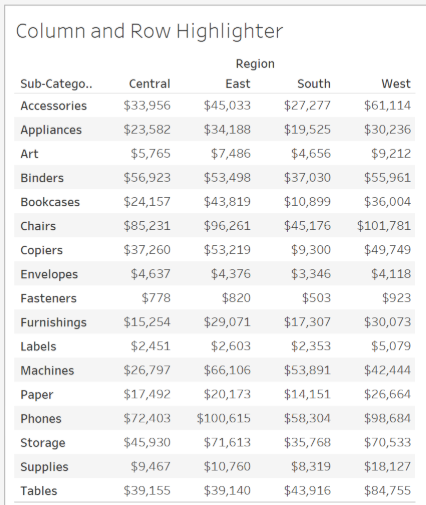 Column and Row Highlighter
Region
Sub-Catego.. Central East South West
Accessories $33,956 $45,033 $27,277 $61,114
Appliances $23,582 $34,188 $19,525 $30,236
Art $5,765 $7,486 $4,656 $9,212
Binders $56,923 $53,498 $37,030 $55,961
Bookcases $24,157 $43,819 $10,899 $36,004
Chairs $85,231 $96,261 $45,176 $101,781
Copiers $37,260 $53,219 $9,300 $49,749
Envelopes $4,637 $4,376 $3,346 $4,118
Fasteners $778 $820 $503 $923
Furnishings $15,254 $29,071 $17,307 $30,073
Labels $2,451 $2,603 $2,353 $5,079
Machines $26,797 $66,106 $53,891 $42,444
Paper $17,492 $20,173 $14,151 $26,664
Phones $72,403 $100,615 $58,304 $98,684
Storage $45,930 $71,613 $35,768 $70,533
Supplies $9,467 $10,760 $8,319 $18,127
Tables $39,155 $39,140 $43,916 $84,755